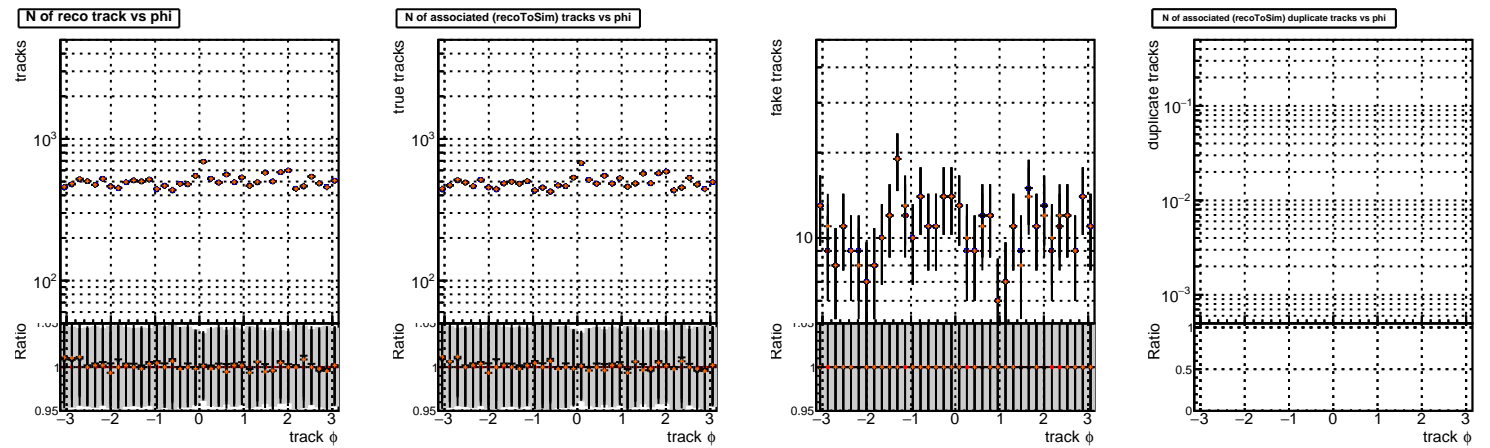 N of reco track vs phi
tracks
10³
10²
Ratio
1
0.95
−3 −2 −1 0 1 2 3
track ϕ
N of associated (recoToSim) tracks vs phi
true tracks
10³
10²
Ratio
1
0.95
−3 −2 −1 0 1 2 3
track ϕ
fake tracks
10
Ratio
1
0.95
−3 −2 −1 0 1 2 3
track ϕ
N of associated (recoToSim) duplicate tracks vs phi
duplicate tracks
10⁻¹
10⁻²
10⁻³
Ratio
1
0.5
0
−3 −2 −1 0 1 2 3
track ϕ